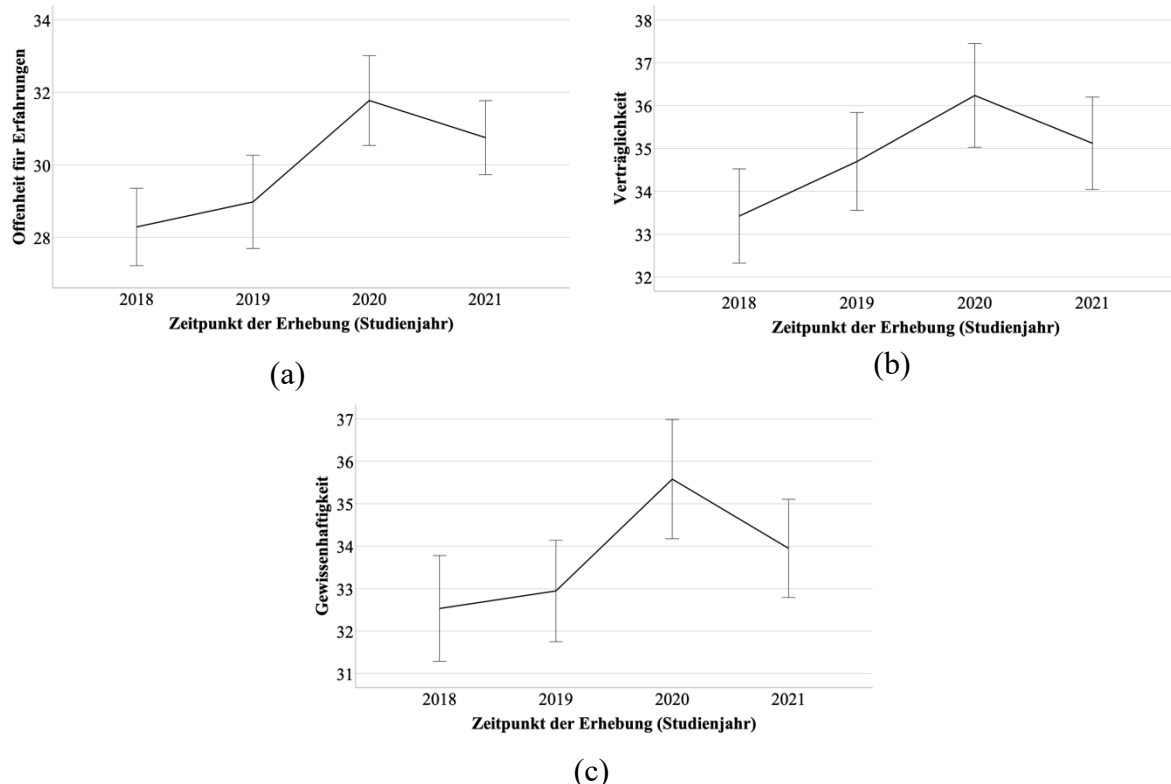 34
32
30
28
Offenheit für Erfahrungen
2018 2019 2020 2021
Zeitpunkt der Erhebung (Studienjahr)
(a)
38
37
36
35
34
33
32
Verträglichkeit
2018 2019 2020 2021
Zeitpunkt der Erhebung (Studienjahr)
(b)
37
36
35
34
33
32
31
Gewissenhaftigkeit
2018 2019 2020 2021
Zeitpunkt der Erhebung (Studienjahr)
(c)